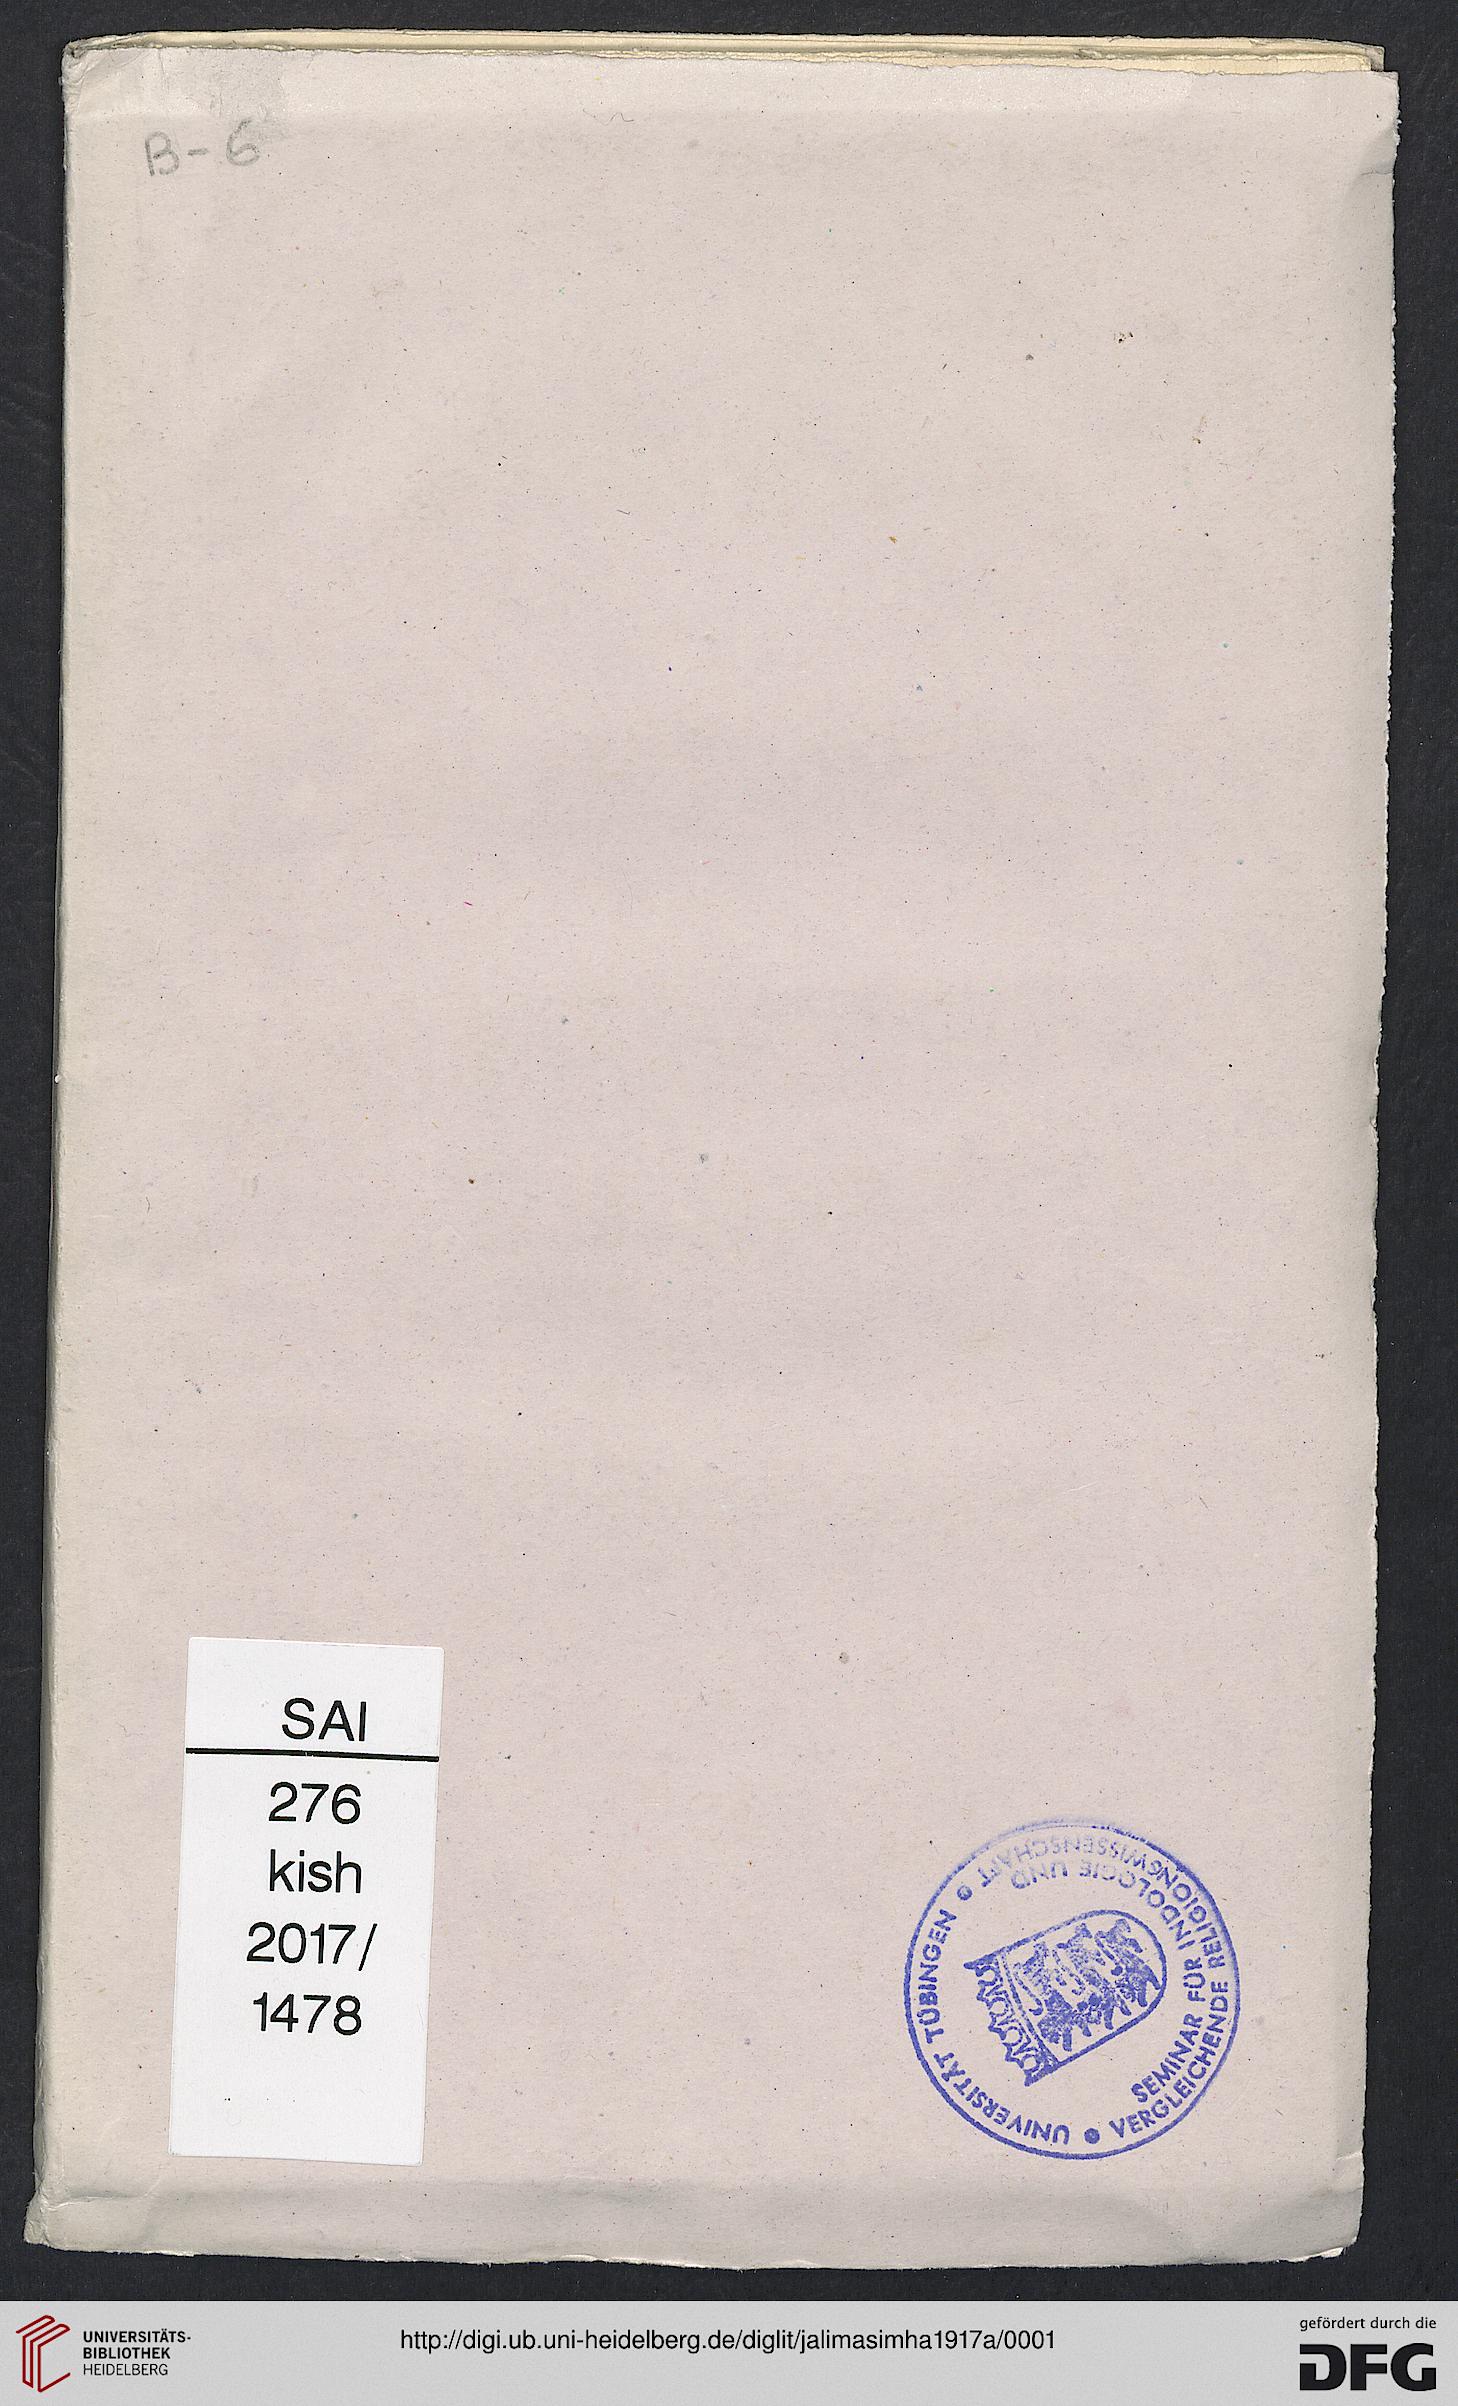 B-6
SAI
276
kish
2017/
1478
UNIVERSITÄT TÜBINGEN
SEMINAR FÜR INDOLOGIE UND
VERGLEICHENDE RELIGIONSWISSENSCHAFT
UNIVERSITÄTS-
BIBLIOTHEK
HEIDELBERG
http://digi.ub.uni-heidelberg.de/diglit/jalimasimha1917a/0001
gefördert durch die
DFG